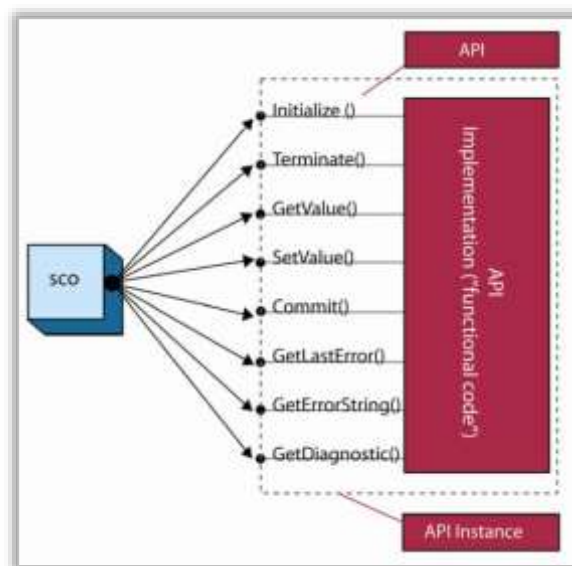 API
Initialize ()
Terminate()
GetValue()
SetValue()
Commit()
GetLastError()
GetErrorString()
GetDiagnostic()
SCO
API
Implementation ("functional code")
API Instance